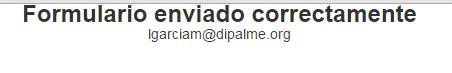 Formulario enviado correctamente
lgarciam@dipalme.org